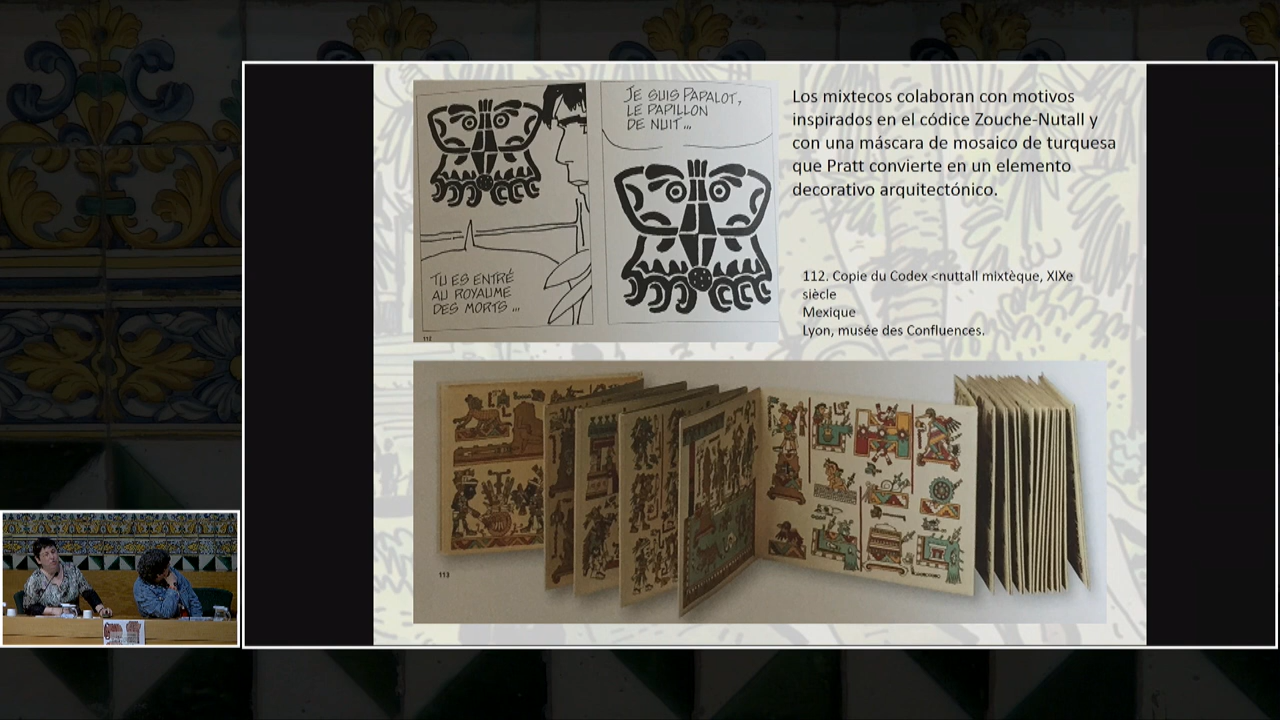 TU ES ENTRÉ
AU ROYAUME
DES MORTS ...
JE SUIS PAPALOT,
LE PAPILLON
DE NUIT ...
112
Los mixtecos colaboran con motivos
inspirados en el códice Zouche-Nutall y
con una máscara de mosaico de turquesa
que Pratt convierte en un elemento
decorativo arquitectónico.
112. Copie du Codex <nuttall mixtèque, XIXe
siècle
Mexique
Lyon, musée des Confluences.
113